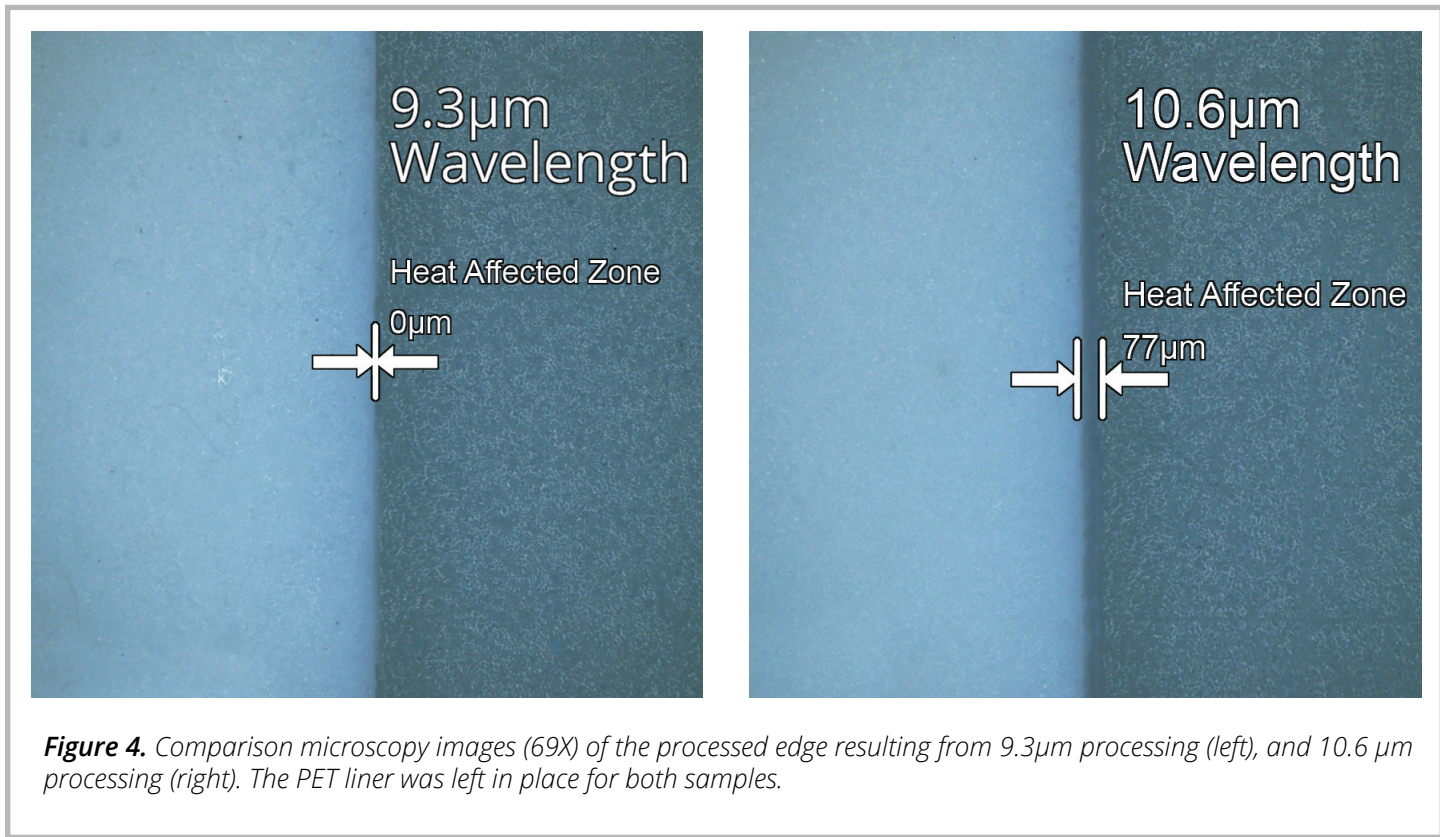 9.3µm
Wavelength
Heat Affected Zone
0µm
10.6µm
Wavelength
Heat Affected Zone
77µm
Figure 4. Comparison microscopy images (69X) of the processed edge resulting from 9.3µm processing (left), and 10.6 µm
processing (right). The PET liner was left in place for both samples.